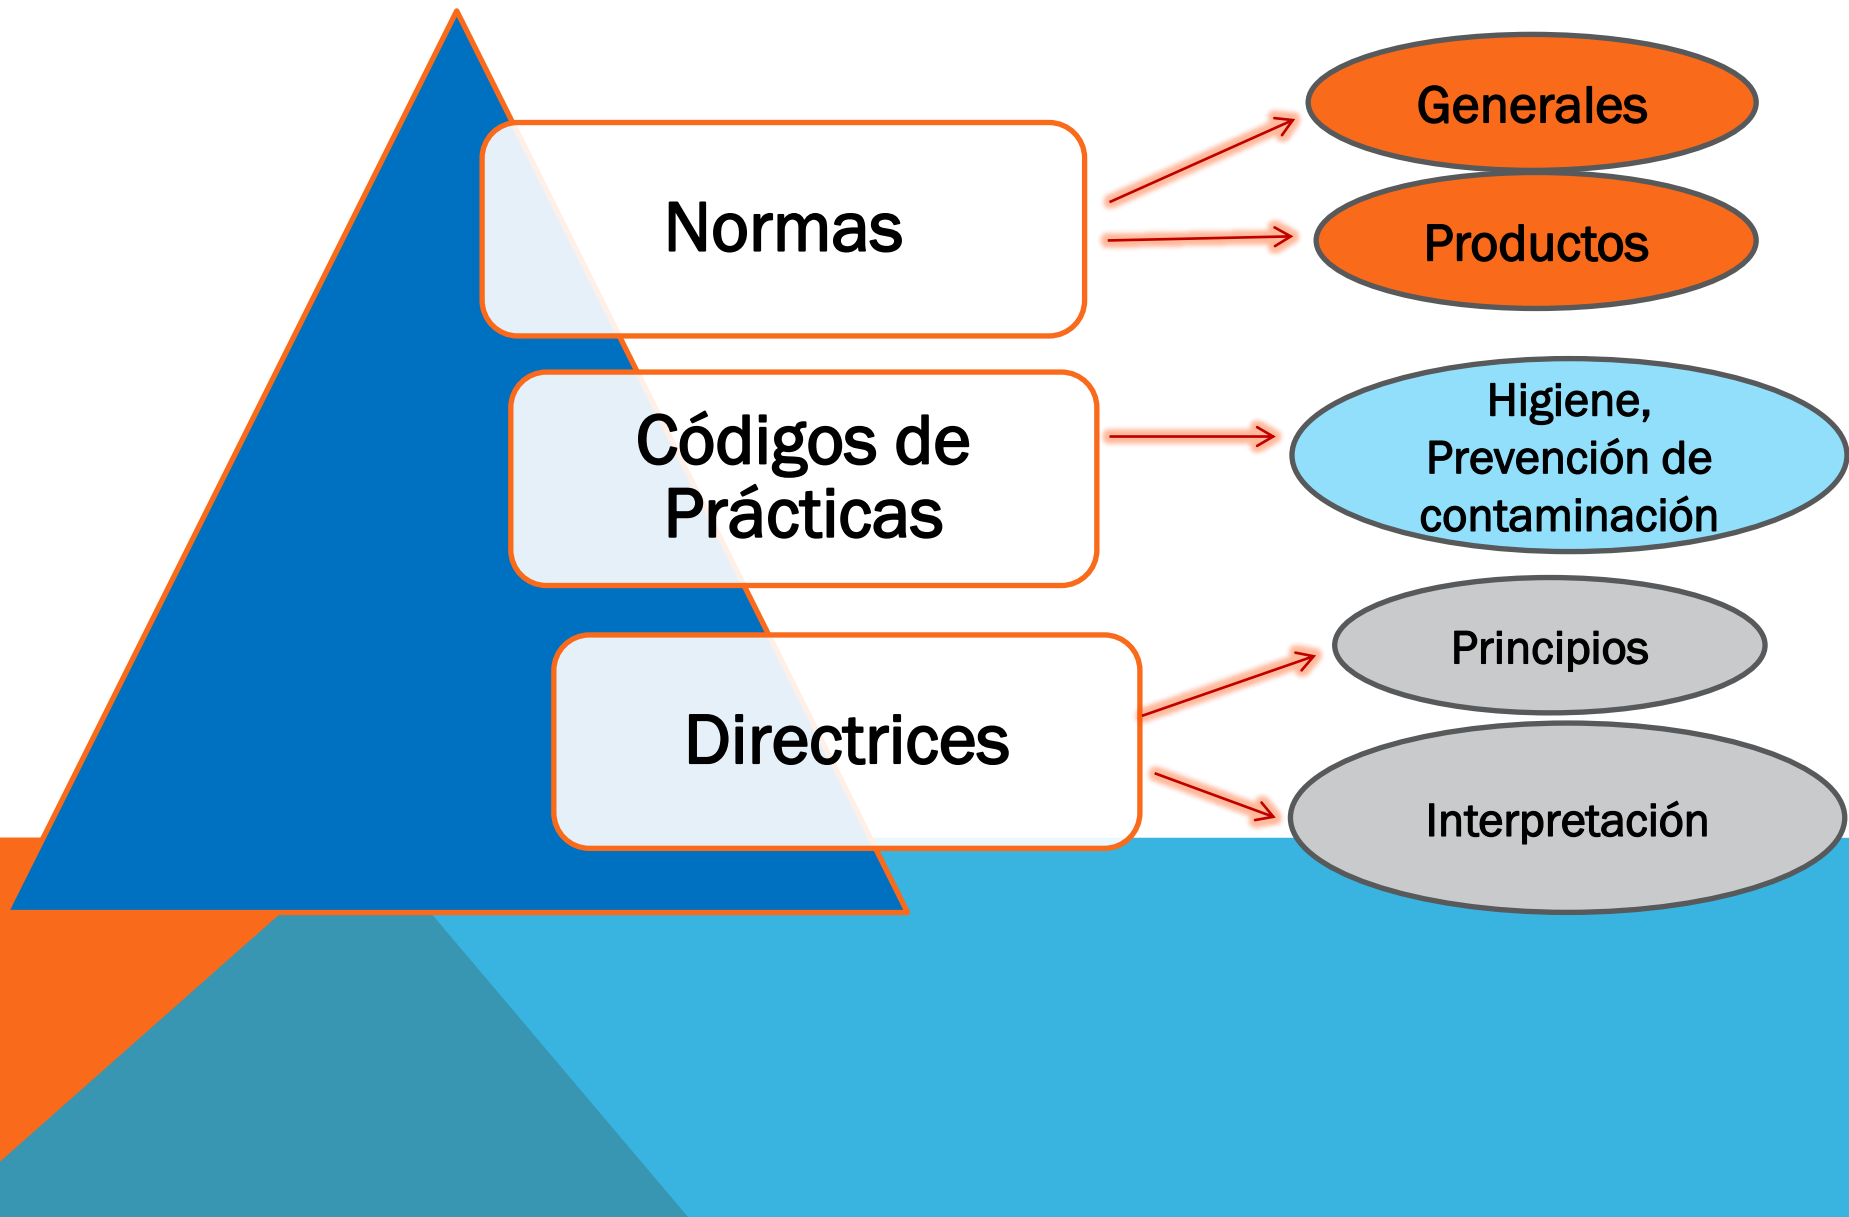 Normas
Generales
Productos
Códigos de
Prácticas
Higiene,
Prevención de
contaminación
Directrices
Principios
Interpretación